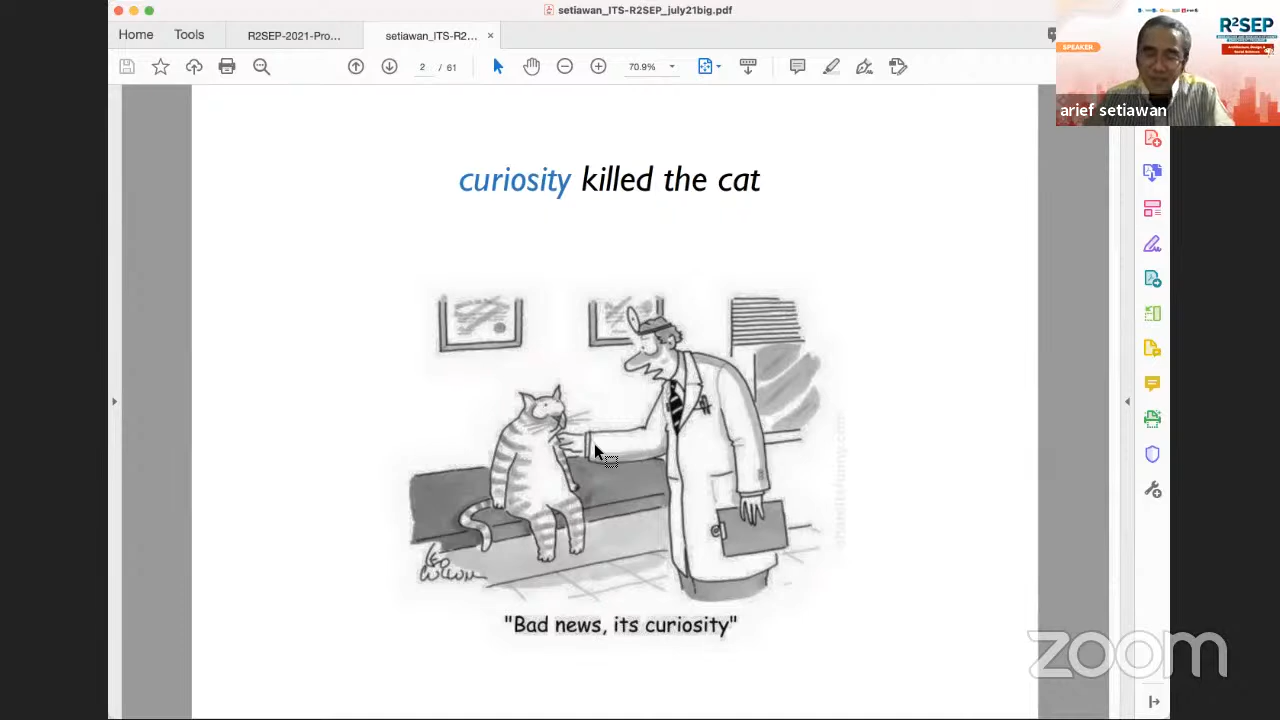 setiawan_ITS-R2SEP_july21big.pdf
Home
Tools
R2SEP-2021-Pro...
setiawan_ITS-R2...
2 / 61
70.9%
R²SEP
SPEAKER
arief setiawan
curiosity killed the cat
"Bad news, its curiosity"
zoom